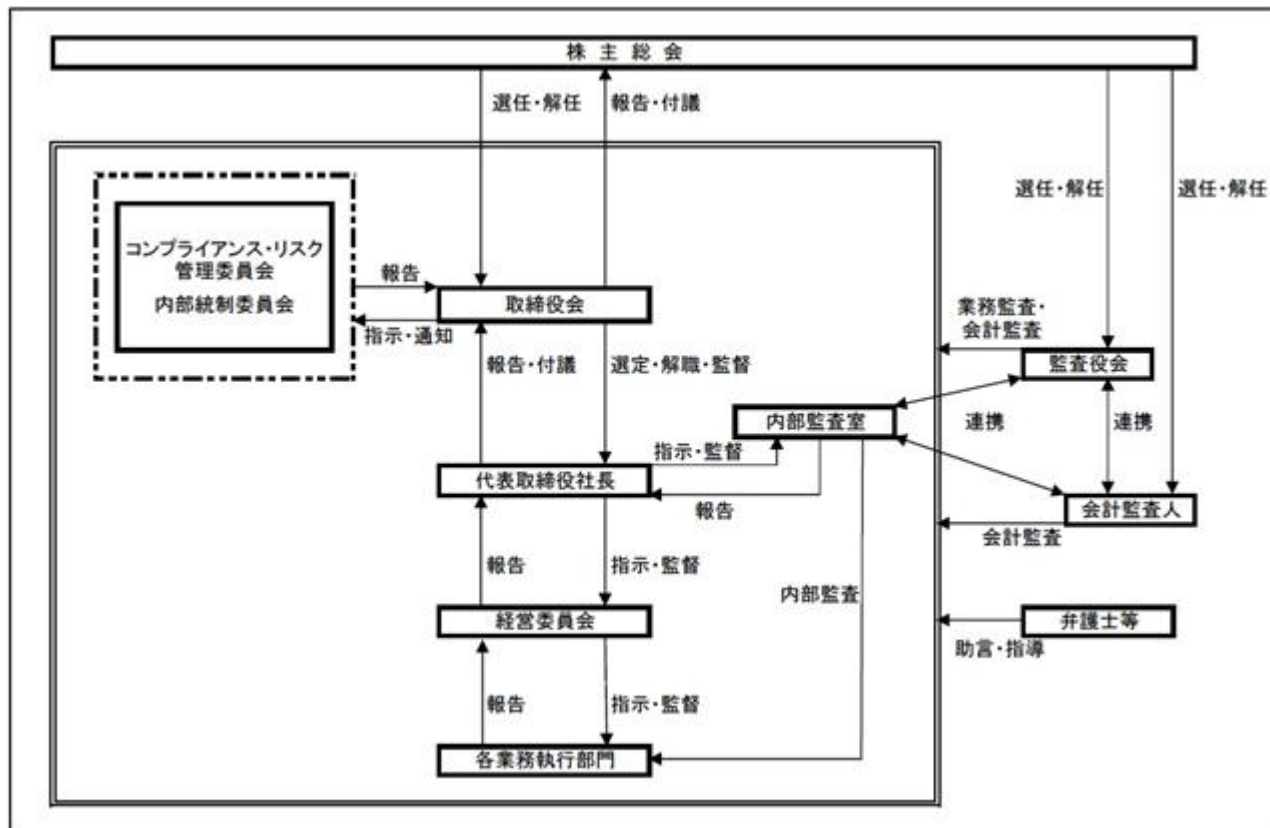 株主総会
選任・解任
報告・付議
選任・解任
選任・解任
コンプライアンス・リスク
管理委員会
内部統制委員会
報告
取締役会
指示・通知
業務監査・
会計監査
監査役会
報告・付議
選定・解職・監督
内部監査室
連携
連携
指示・監督
代表取締役社長
報告
会計監査人
会計監査
報告
指示・監督
内部監査
経営委員会
弁護士等
助言・指導
報告
指示・監督
各業務執行部門